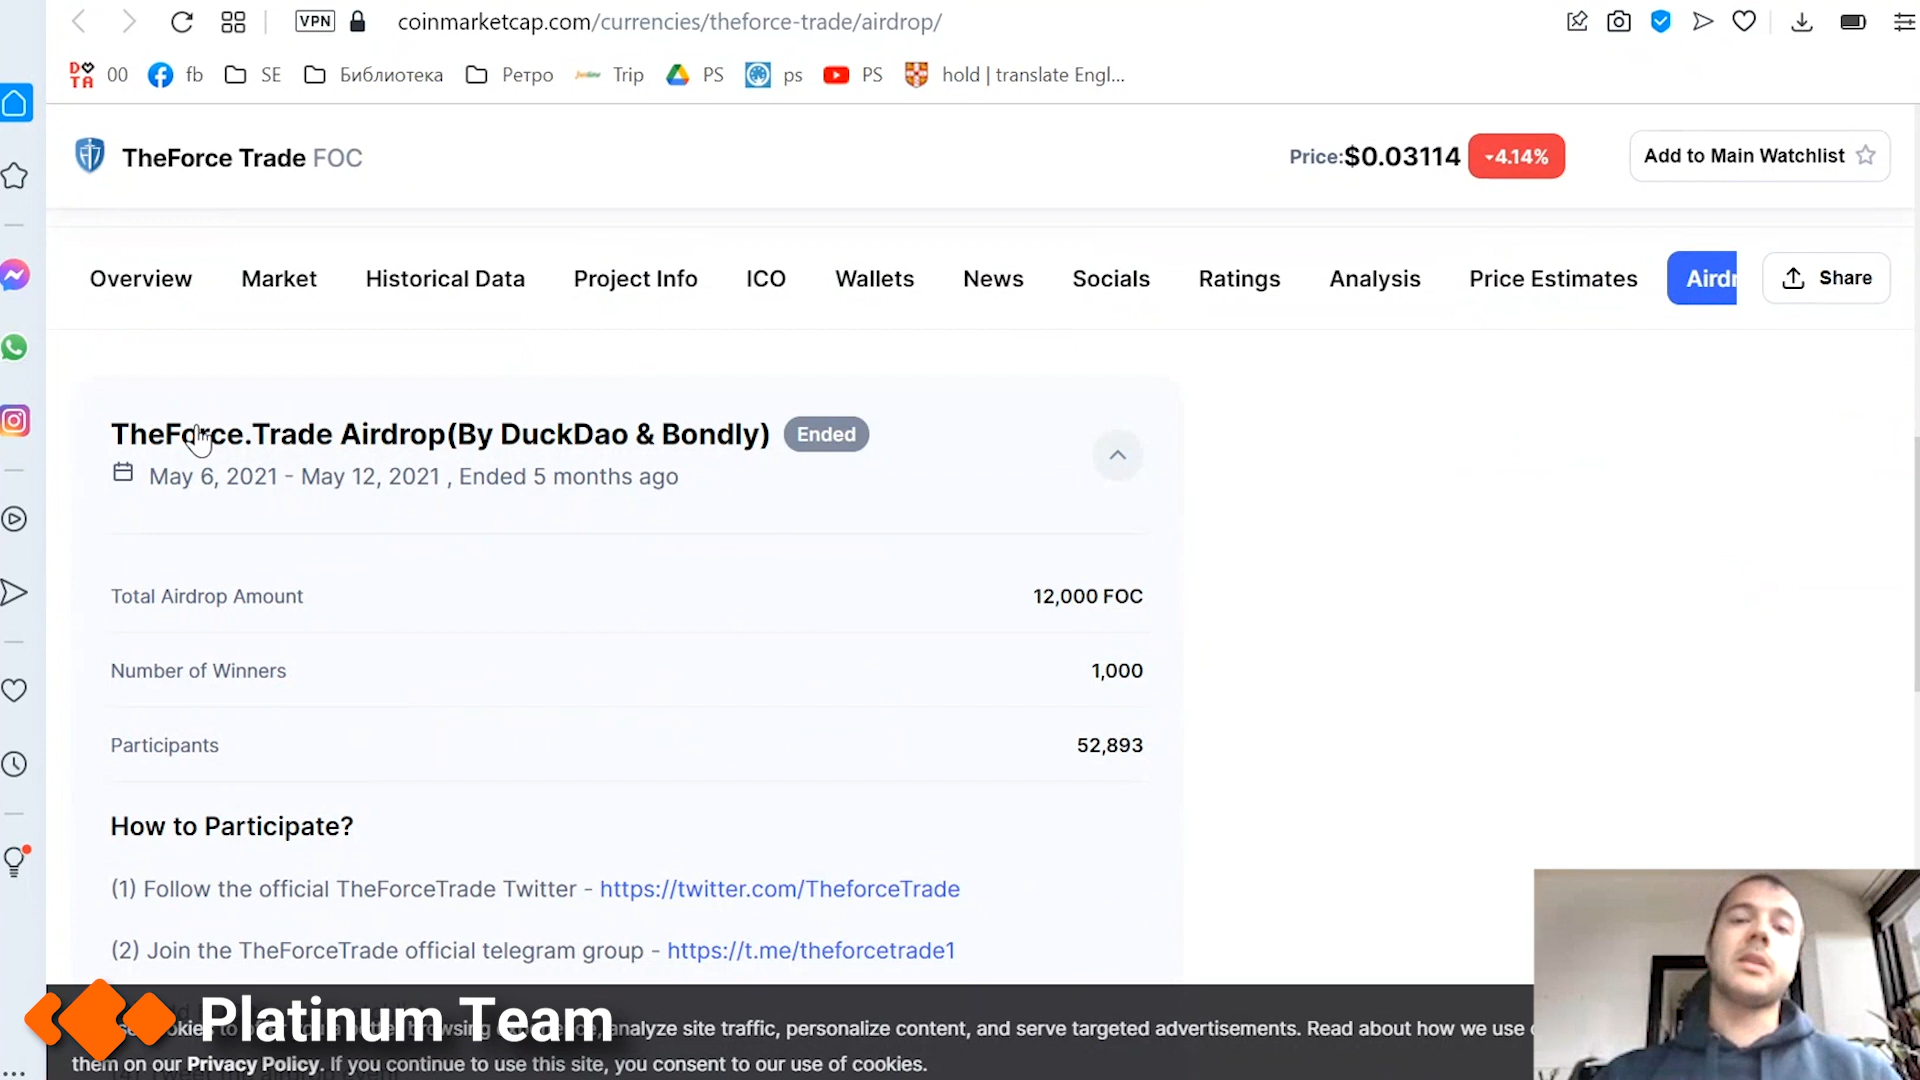 VPN
coinmarketcap.com/currencies/theforce-trade/airdrop/
DOTA 00 fb SE Библиотека Ретро Trip PS ps PS hold | translate Engl...
TheForce Trade FOC
Price:$0.03114 4.14%
Add to Main Watchlist
Overview Market Historical Data Project Info ICO Wallets News Socials Ratings Analysis Price Estimates Airdr Share
TheForce.Trade Airdrop(By DuckDao & Bondly) Ended
May 6, 2021 - May 12, 2021 , Ended 5 months ago
Total Airdrop Amount 12,000 FOC
Number of Winners 1,000
Participants 52,893
How to Participate?
(1) Follow the official TheForceTrade Twitter - https://twitter.com/TheforceTrade
(2) Join the TheForceTrade official telegram group - https://t.me/theforcetrade1
Platinum Team
analyze site traffic, personalize content, and serve targeted advertisements. Read about how we use
them on our Privacy Policy. If you continue to use this site, you consent to our use of cookies.